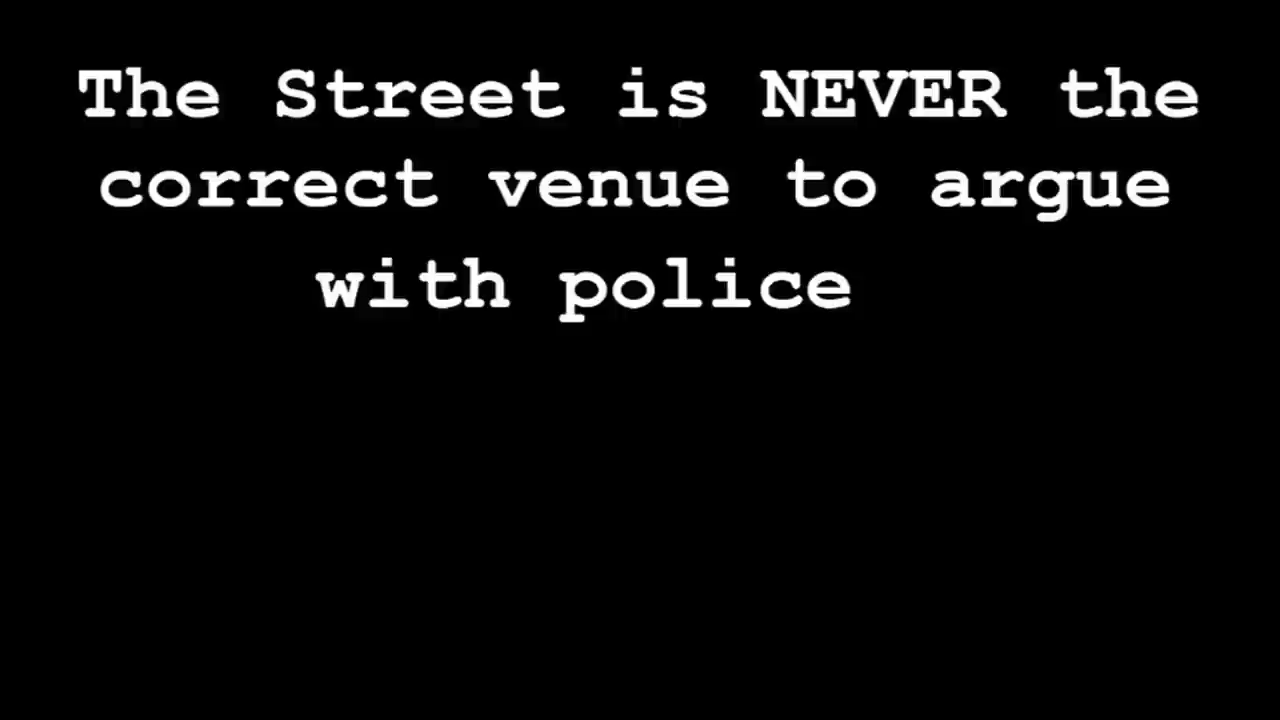 The Street is NEVER the
correct venue to argue
with police